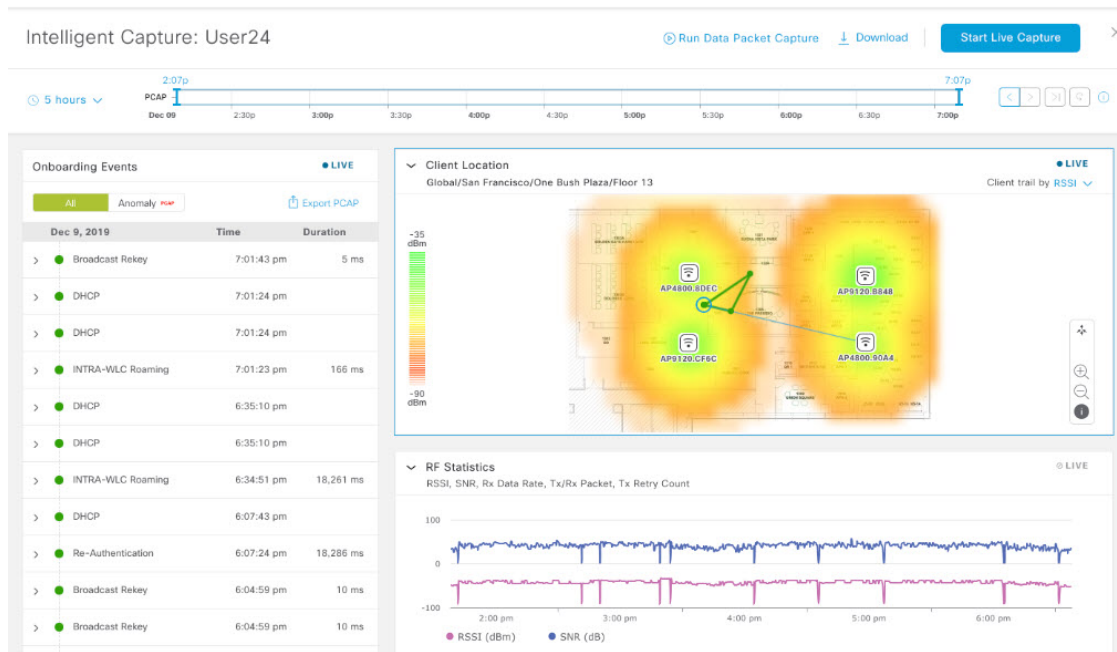 Intelligent Capture: User24
Run Data Packet Capture
Download
Start Live Capture
5 hours
2:07p
7:07p
PCAP
Dec 09
2:30p
3:00p
3:30p
4:00p
4:30p
5:00p
5:30p
6:00p
6:30p
7:00p
Onboarding Events
LIVE
All
Anomaly PCAP
Export PCAP
Dec 9, 2019 Time Duration
Broadcast Rekey 7:01:43 pm 5 ms
DHCP 7:01:24 pm
DHCP 7:01:24 pm
INTRA-WLC Roaming 7:01:23 pm 166 ms
DHCP 6:35:10 pm
DHCP 6:35:10 pm
INTRA-WLC Roaming 6:34:51 pm 18,261 ms
DHCP 6:07:43 pm
Re-Authentication 6:07:24 pm 18,286 ms
Broadcast Rekey 6:04:59 pm 10 ms
Broadcast Rekey 6:04:59 pm 10 ms
Client Location
LIVE
Global/San Francisco/One Bush Plaza/Floor 13
Client trail by RSSI
-35
dBm
-90
dBm
AP4800.8DEC
AP9120.B848
AP9120.CF6C
AP4800.90A4
RF Statistics
LIVE
RSSI, SNR, Rx Data Rate, Tx/Rx Packet, Tx Retry Count
100
0
-100
2:00 pm
3:00 pm
4:00 pm
5:00 pm
6:00 pm
RSSI (dBm)
SNR (dB)